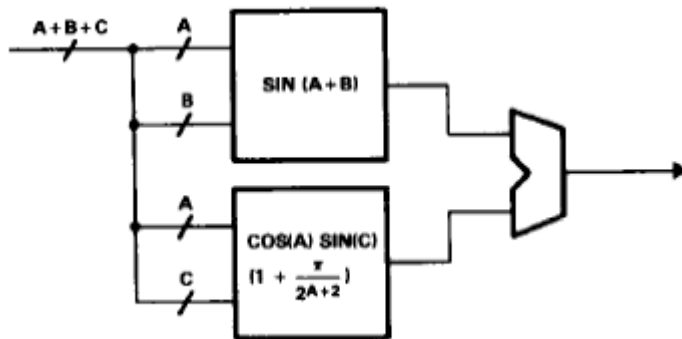 A+B+C
A
B
SIN (A+B)
A
C
COS(A) SIN(C)
(1 + π/2A+2)